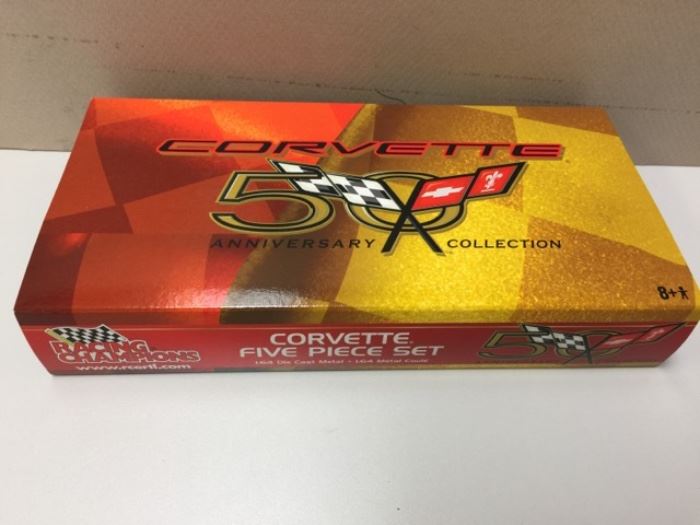 CORVETTE
50
ANNIVERSARY COLLECTION
8+
RACING CHAMPIONS
www.rcertl.com
CORVETTE
FIVE PIECE SET
1:64 Die Cast Metal • 1:64 Metal Coulé
50